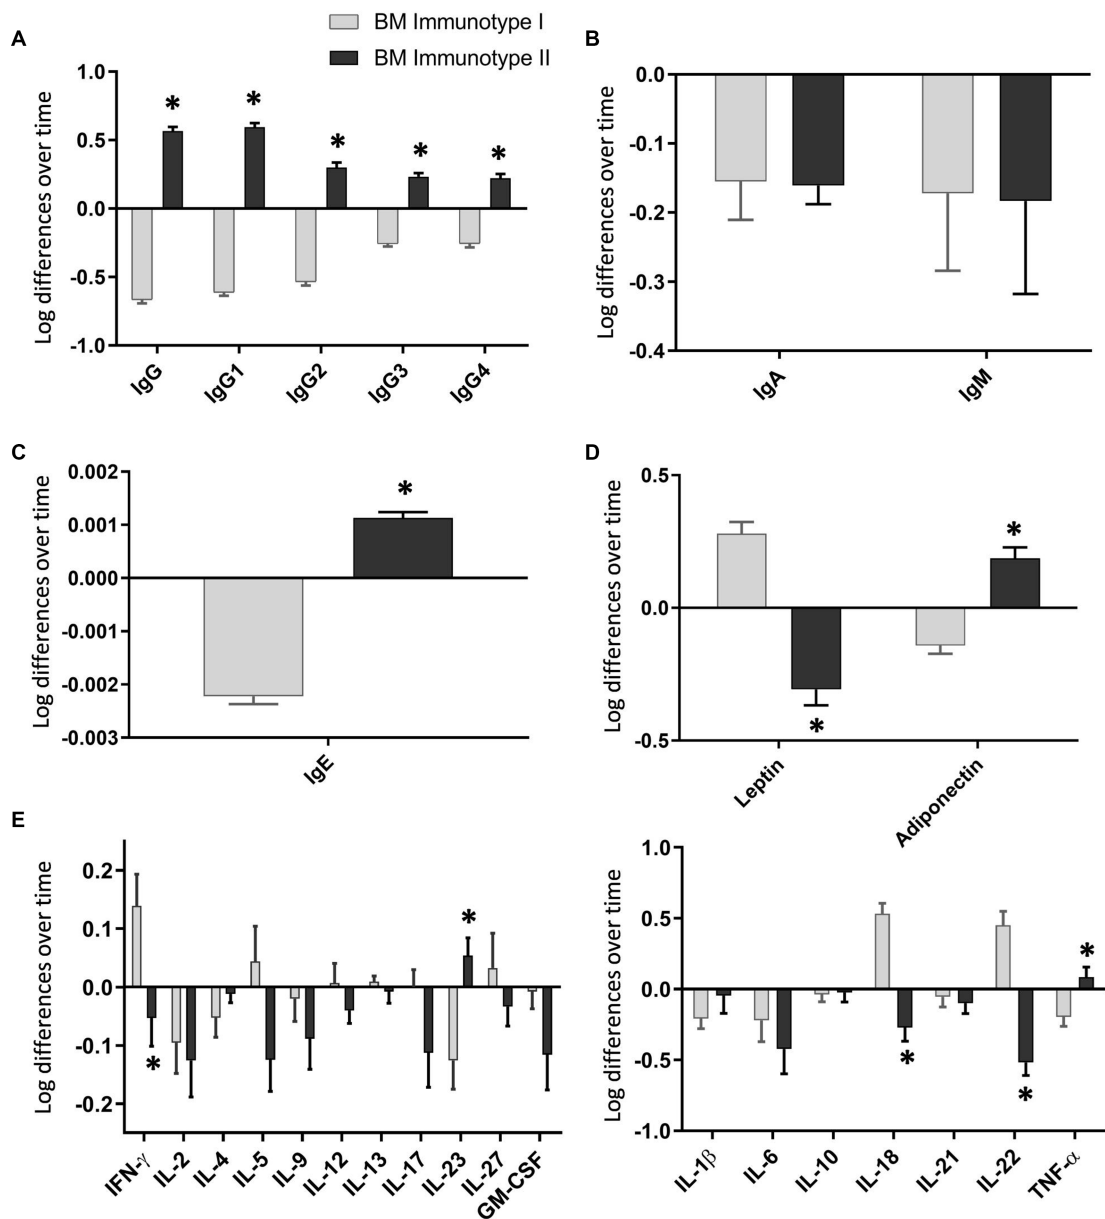 BM Immunotype I
BM Immunotype II
A
Log differences over time
1.0
0.5
0.0
-0.5
-1.0
* * * * *
IgG IgG1 IgG2 IgG3 IgG4
B
Log differences over time
0.0
-0.1
-0.2
-0.3
-0.4
IgA IgM
C
Log differences over time
0.002
0.001
0.000
-0.001
-0.002
-0.003
*
IgE
D
Log differences over time
0.5
0.0
-0.5
*
*
Leptin Adiponectin
E
Log differences over time
0.2
0.1
0.0
-0.1
-0.2
*
*
IFN-γ IL-2 IL-4 IL-5 IL-9 IL-12 IL-13 IL-17 IL-23 IL-27 GM-CSF
Log differences over time
1.0
0.5
0.0
-0.5
-1.0
*
*
*
IL-1β IL-6 IL-10 IL-18 IL-21 IL-22 TNF-α